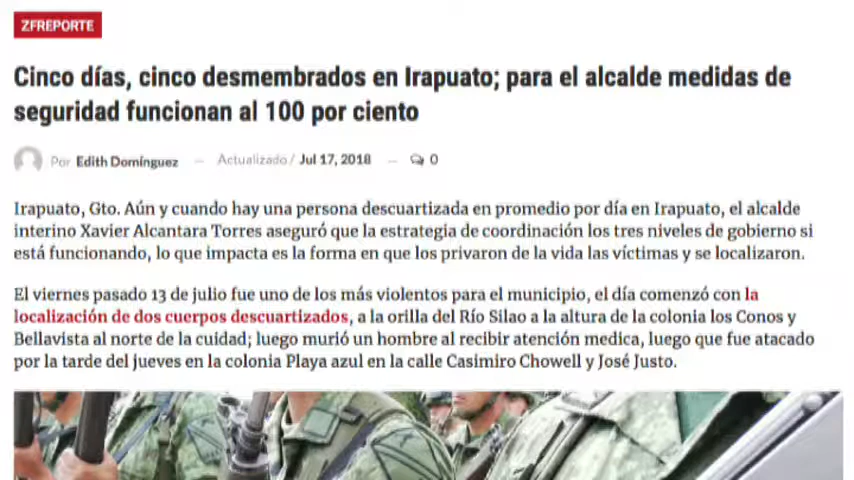 ZFREPORTE
Cinco días, cinco desmembrados en Irapuato; para el alcalde medidas de
seguridad funcionan al 100 por ciento
Por Edith Domínguez — Actualizado / Jul 17, 2018 — 0
Irapuato, Gto. Aún y cuando hay una persona descuartizada en promedio por día en Irapuato, el alcalde
interino Xavier Alcantara Torres aseguró que la estrategia de coordinación los tres niveles de gobierno si
está funcionando, lo que impacta es la forma en que los privaron de la vida las víctimas y se localizaron.
El viernes pasado 13 de julio fue uno de los más violentos para el municipio, el día comenzó con la
localización de dos cuerpos descuartizados, a la orilla del Río Silao a la altura de la colonia los Conos y
Bellavista al norte de la cuidad; luego murió un hombre al recibir atención medica, luego que fue atacado
por la tarde del jueves en la colonia Playa azul en la calle Casimiro Chowell y José Justo.